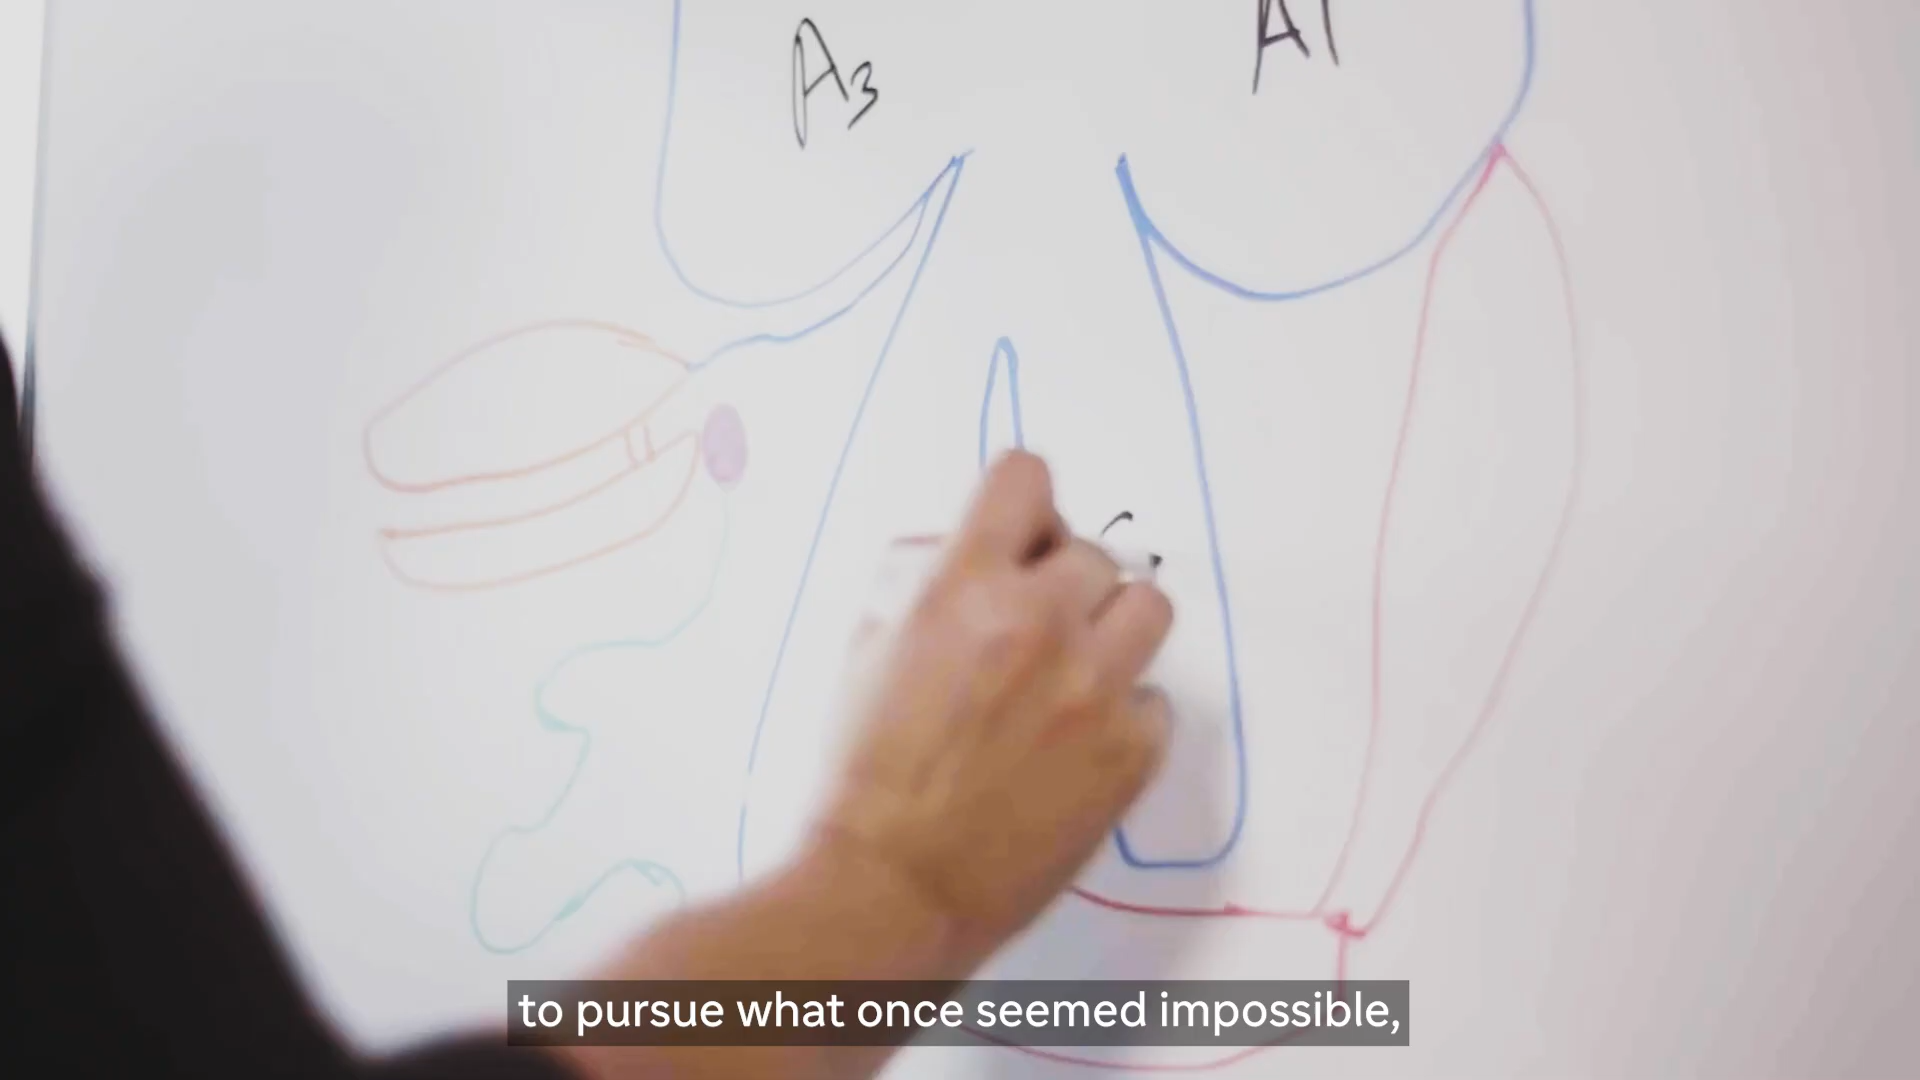 A3
A1
to pursue what once seemed impossible,